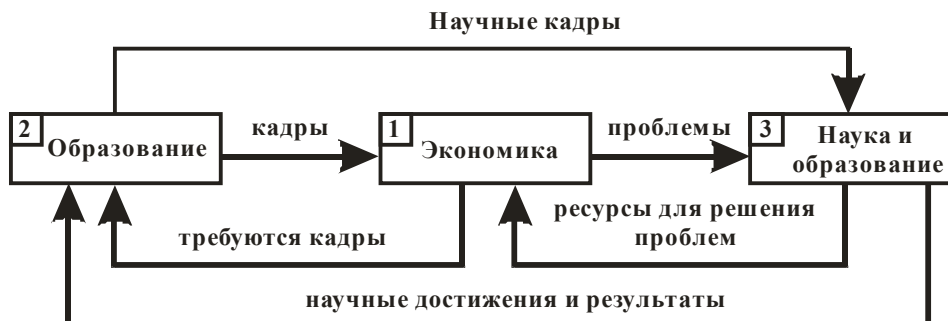 Научные кадры
2
Образование
кадры
1
Экономика
проблемы
3
Наука и
образование
требуются кадры
ресурсы для решения
проблем
научные достижения и результаты